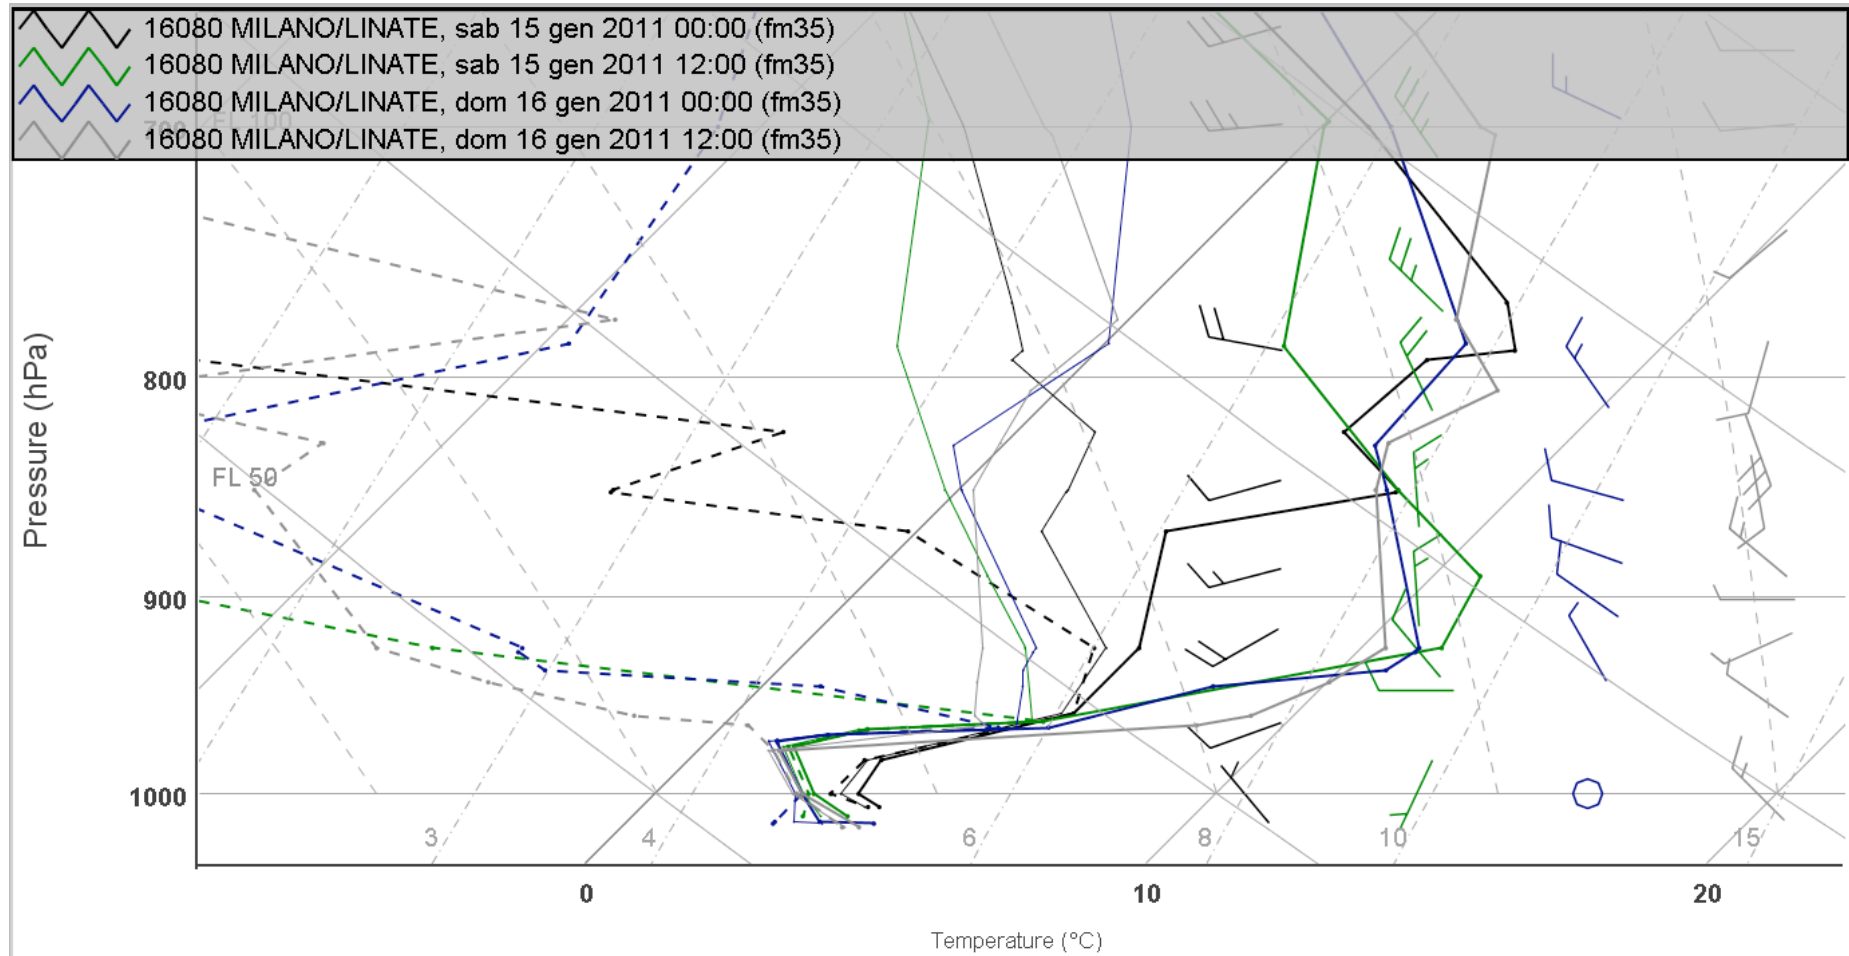 16080 MILANO/LINATE, sab 15 gen 2011 00:00 (fm35)
16080 MILANO/LINATE, sab 15 gen 2011 12:00 (fm35)
16080 MILANO/LINATE, dom 16 gen 2011 00:00 (fm35)
700 FL 100
16080 MILANO/LINATE, dom 16 gen 2011 12:00 (fm35)
Pressure (hPa)
800
FL 50
900
1000
3 4 6 8 10 15
0 10 20
Temperature (°C)